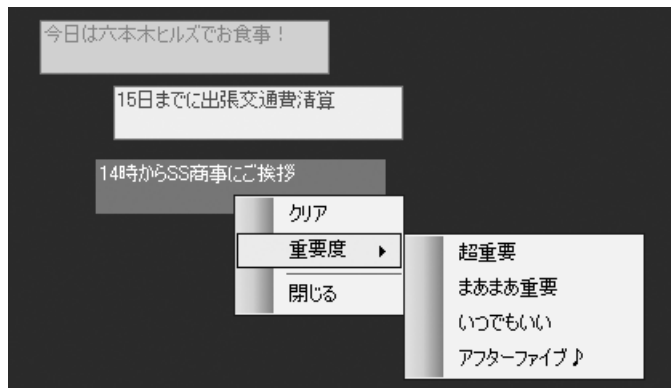 今日は六本木ヒルズでお食事！
15日までに出張交通費清算
14時からSS商事にご挨拶
クリア
重要度
閉じる
超重要
まあまあ重要
いつでもいい
アフターファイブ♪